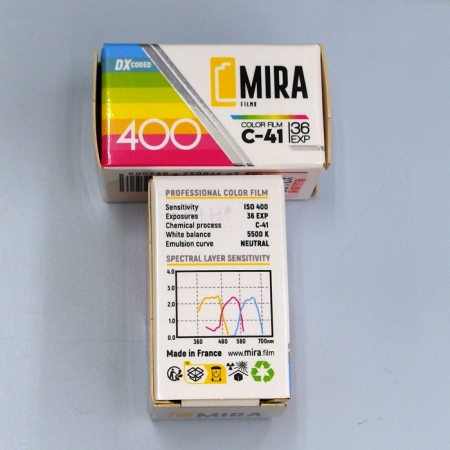 DX CODED
MIRA
FILMO
400
COLOR FILM
C-41
36
EXP
PROFESSIONAL COLOR FILM
Sensitivity ISO 400
Exposures 36 EXP
Chemical process C-41
White balance 5500 K
Emulsion curve NEUTRAL
SPECTRAL LAYER SENSITIVITY
4.0
3.0
2.0
1.0
0.0
360 480 580 700nm
Made in France www.mira.film
MIRA